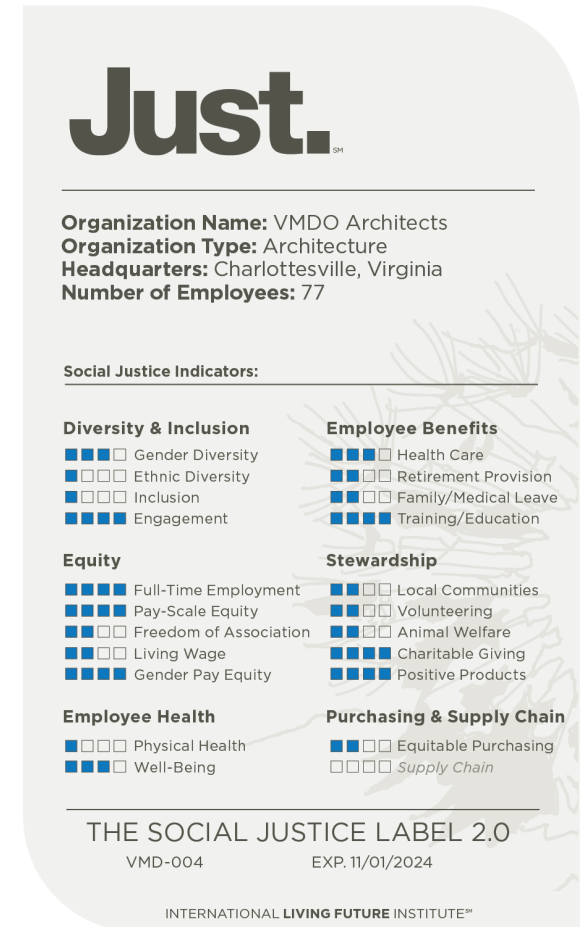 Just.℠
Organization Name: VMDO Architects
Organization Type: Architecture
Headquarters: Charlottesville, Virginia
Number of Employees: 77
Social Justice Indicators:
Diversity & Inclusion
Gender Diversity
Ethnic Diversity
Inclusion
Engagement
Employee Benefits
Health Care
Retirement Provision
Family/Medical Leave
Training/Education
Equity
Full-Time Employment
Pay-Scale Equity
Freedom of Association
Living Wage
Gender Pay Equity
Stewardship
Local Communities
Volunteering
Animal Welfare
Charitable Giving
Positive Products
Employee Health
Physical Health
Well-Being
Purchasing & Supply Chain
Equitable Purchasing
Supply Chain
THE SOCIAL JUSTICE LABEL 2.0
VMD-004 EXP. 11/01/2024
INTERNATIONAL LIVING FUTURE INSTITUTE℠